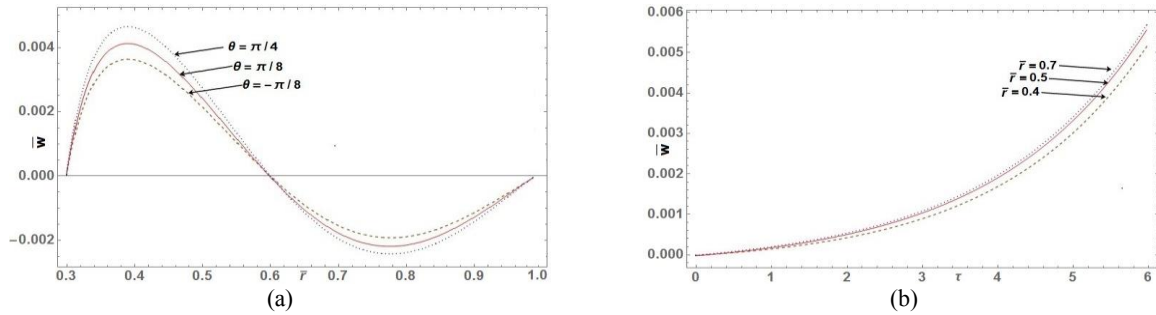 0.004
0.002
0.000
−0.002
w̅
θ = π / 4
θ = π / 8
θ = − π / 8
0.3 0.4 0.5 0.6 r̅ 0.7 0.8 0.9 1.0
(a)
0.006
0.005
0.004
0.003
0.002
0.001
0.000
w̅
r̅ = 0.7
r̅ = 0.5
r̅ = 0.4
0 1 2 3 τ 4 5 6
(b)